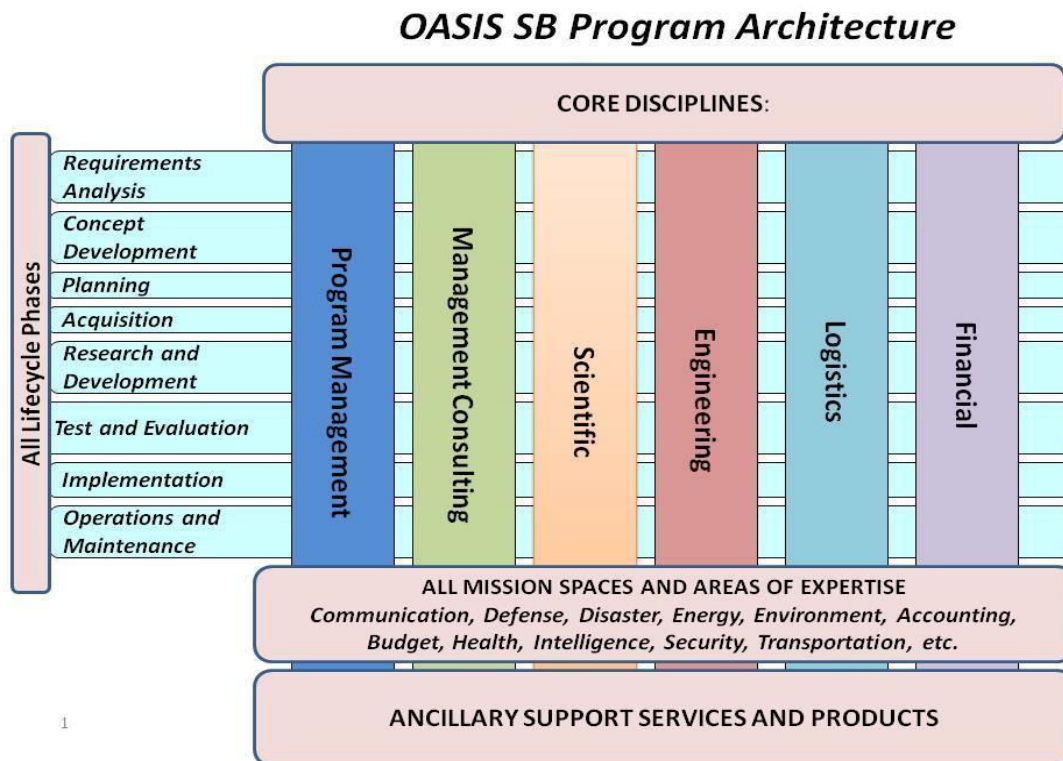 OASIS SB Program Architecture
CORE DISCIPLINES:
All Lifecycle Phases
Requirements
Analysis
Concept
Development
Planning
Acquisition
Research and
Development
Test and Evaluation
Implementation
Operations and
Maintenance
Program Management
Management Consulting
Scientific
Engineering
Logistics
Financial
ALL MISSION SPACES AND AREAS OF EXPERTISE
Communication, Defense, Disaster, Energy, Environment, Accounting,
Budget, Health, Intelligence, Security, Transportation, etc.
ANCILLARY SUPPORT SERVICES AND PRODUCTS
1